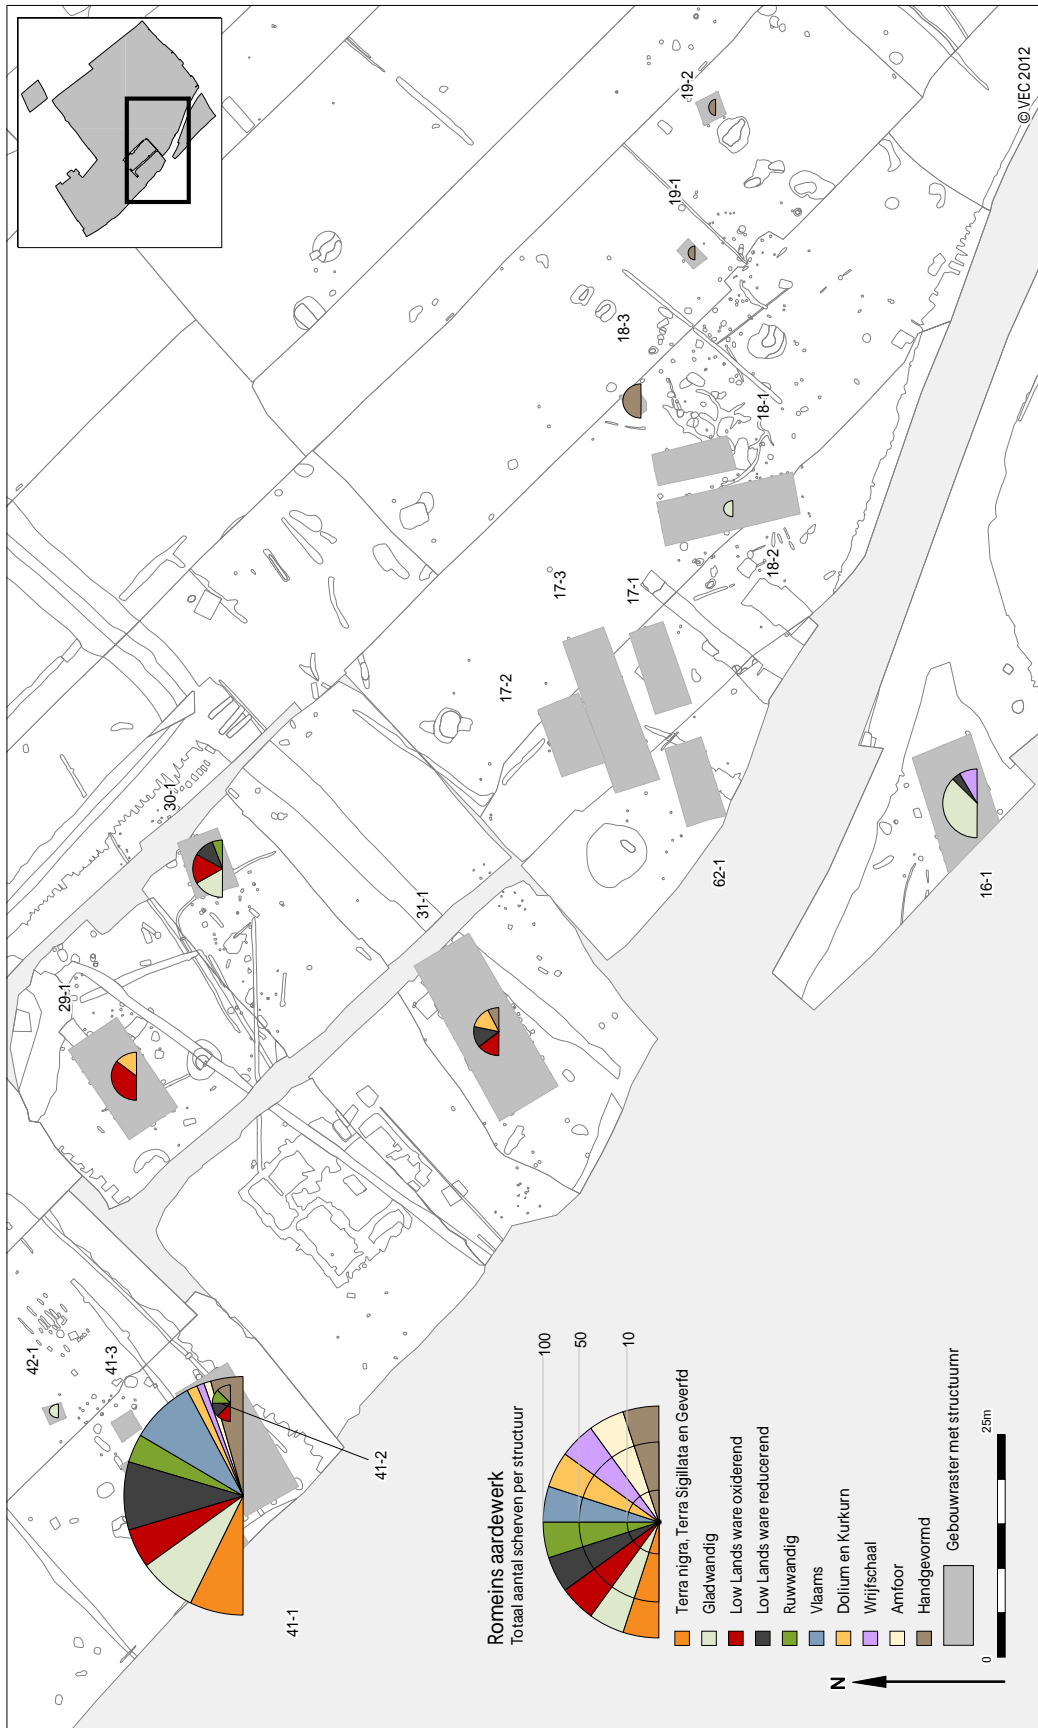 42-1
41-3
41-1
41-2
29-1
30-1
31-1
17-2
17-3
17-1
62-1
18-3
18-1
18-2
19-1
19-2
16-1
Romeins aardewerk
Totaal aantal scherven per structuur
100
50
10
Terra nigra, Terra Sigillata en Geverfd
Gladwandig
Low Lands ware oxiderend
Low Lands ware reducerend
Ruwwandig
Vlaams
Dolium en Kurkurn
Wrijfschaal
Amfoor
Handgevormd
Gebouwraster met structuurnr
N
0
25m
© VEC 2012